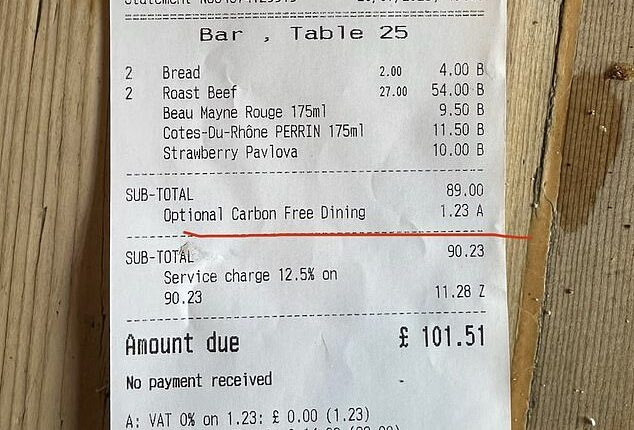 Bar , Table 25
2 Bread 2.00 4.00 B
2 Roast Beef 27.00 54.00 B
Beau Mayne Rouge 175ml 9.50 B
Cotes-Du-Rhône PERRIN 175ml 11.50 B
Strawberry Pavlova 10.00 B
SUB-TOTAL 89.00
Optional Carbon Free Dining 1.23 A
SUB-TOTAL 90.23
Service charge 12.5% on
90.23 11.28 Z
Amount due £ 101.51
No payment received
A: VAT 0% on 1.23: £ 0.00 (1.23)